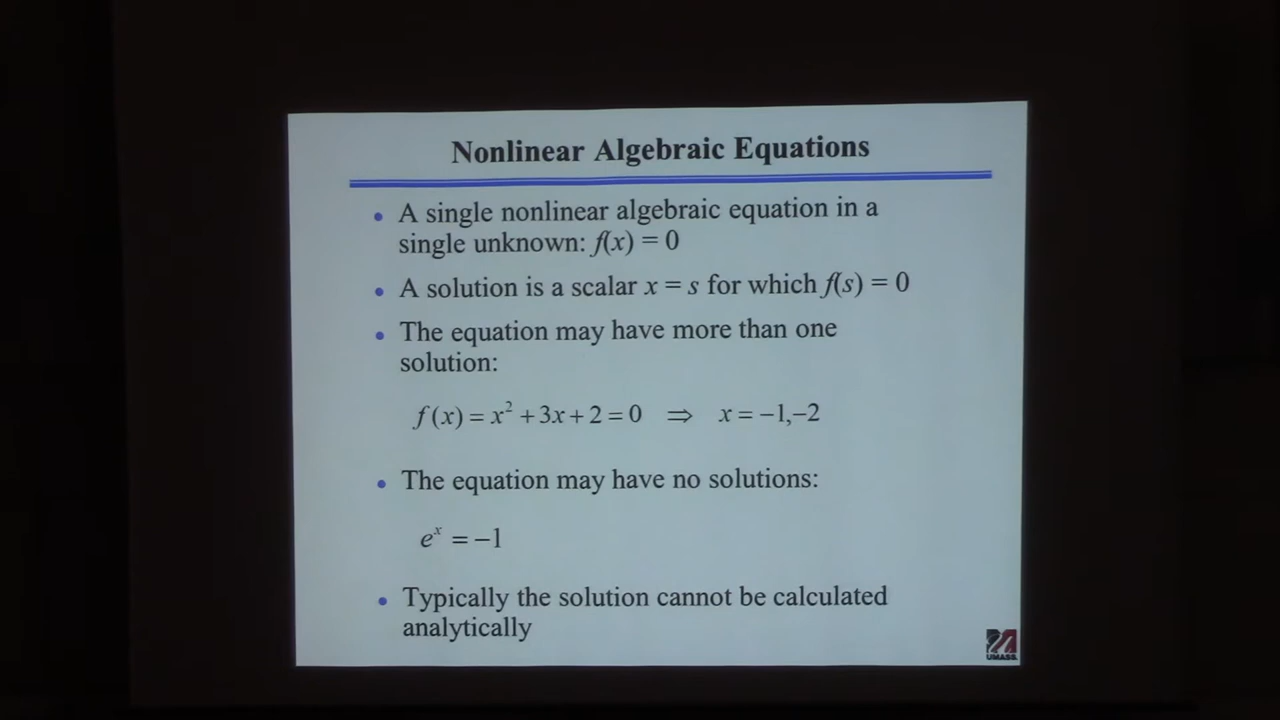 Nonlinear Algebraic Equations
• A single nonlinear algebraic equation in a
single unknown: f(x) = 0
• A solution is a scalar x = s for which f(s) = 0
• The equation may have more than one
solution:
f(x) = x² + 3x + 2 = 0 ⇒ x = −1,−2
• The equation may have no solutions:
eˣ = −1
• Typically the solution cannot be calculated
analytically
UMASS